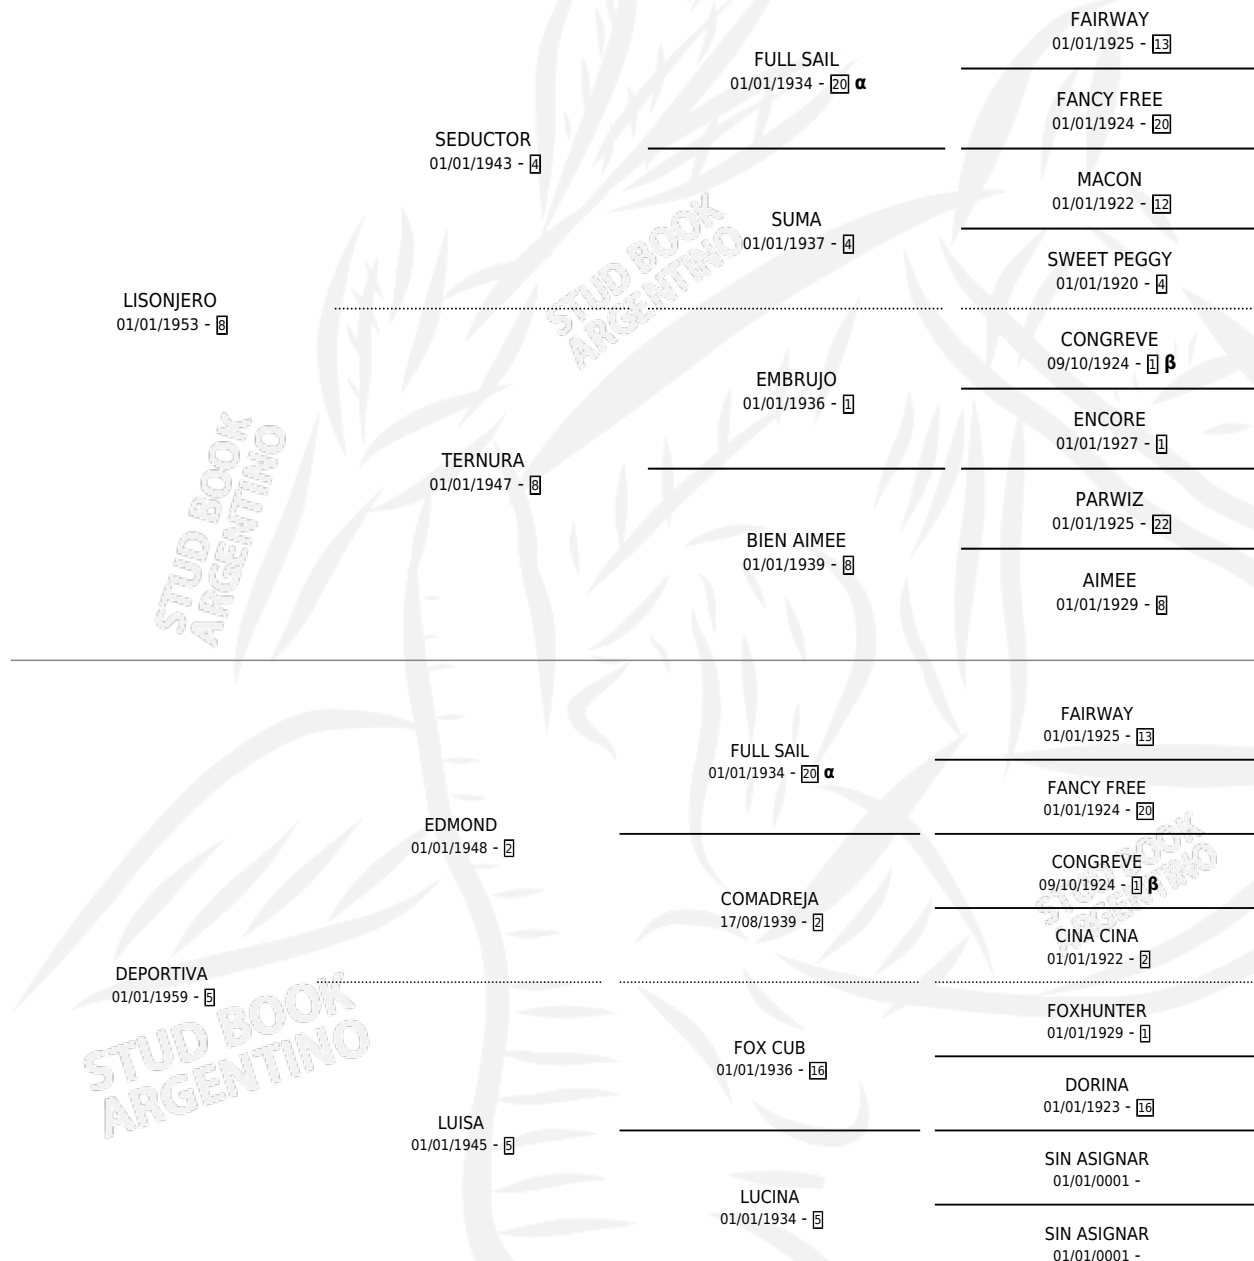 FAIRWAY
01/01/1925 - 13
FULL SAIL
01/01/1934 - 20 α
FANCY FREE
01/01/1924 - 20
SEDUCTOR
01/01/1943 - 4
MACON
01/01/1922 - 12
SUMA
01/01/1937 - 4
SWEET PEGGY
01/01/1920 - 4
STUD BOOK
ARGENTINO
LISONJERO
01/01/1953 - 8
CONGREVE
09/10/1924 - 1 β
EMBRUJO
01/01/1936 - 1
ENCORE
01/01/1927 - 1
TERNURA
01/01/1947 - 8
PARWIZ
01/01/1925 - 22
BIEN AIMEE
01/01/1939 - 8
AIMEE
01/01/1929 - 8
STUD BOOK
ARGENTINO
FAIRWAY
01/01/1925 - 13
FULL SAIL
01/01/1934 - 20 α
FANCY FREE
01/01/1924 - 20
EDMOND
01/01/1948 - 2
CONGREVE
09/10/1924 - 1 β
COMADREJA
17/08/1939 - 2
CINA CINA
01/01/1922 - 2
STUD BOOK
ARGENTINO
DEPORTIVA
01/01/1959 - 5
FOXHUNTER
01/01/1929 - 1
FOX CUB
01/01/1936 - 16
DORINA
01/01/1923 - 16
STUD BOOK
ARGENTINO
LUISA
01/01/1945 - 5
SIN ASIGNAR
01/01/0001 -
LUCINA
01/01/1934 - 5
SIN ASIGNAR
01/01/0001 -